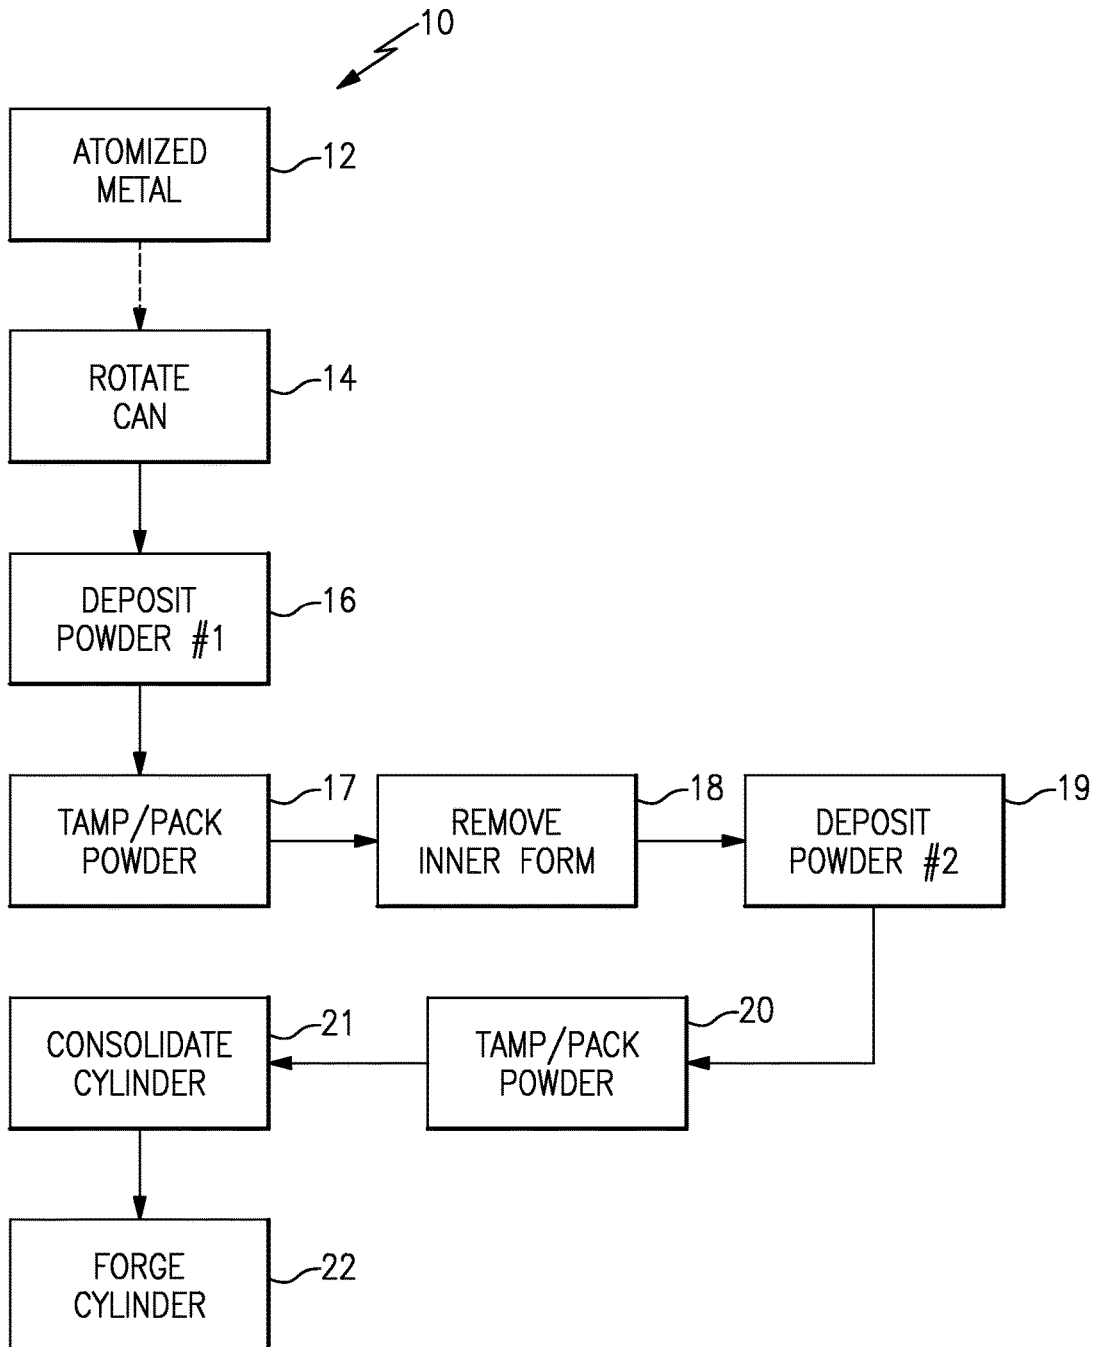 10
ATOMIZED
METAL
12
ROTATE
CAN
14
DEPOSIT
POWDER #1
16
TAMP/PACK
POWDER
17
REMOVE
INNER FORM
18
DEPOSIT
POWDER #2
19
TAMP/PACK
POWDER
20
CONSOLIDATE
CYLINDER
21
FORGE
CYLINDER
22